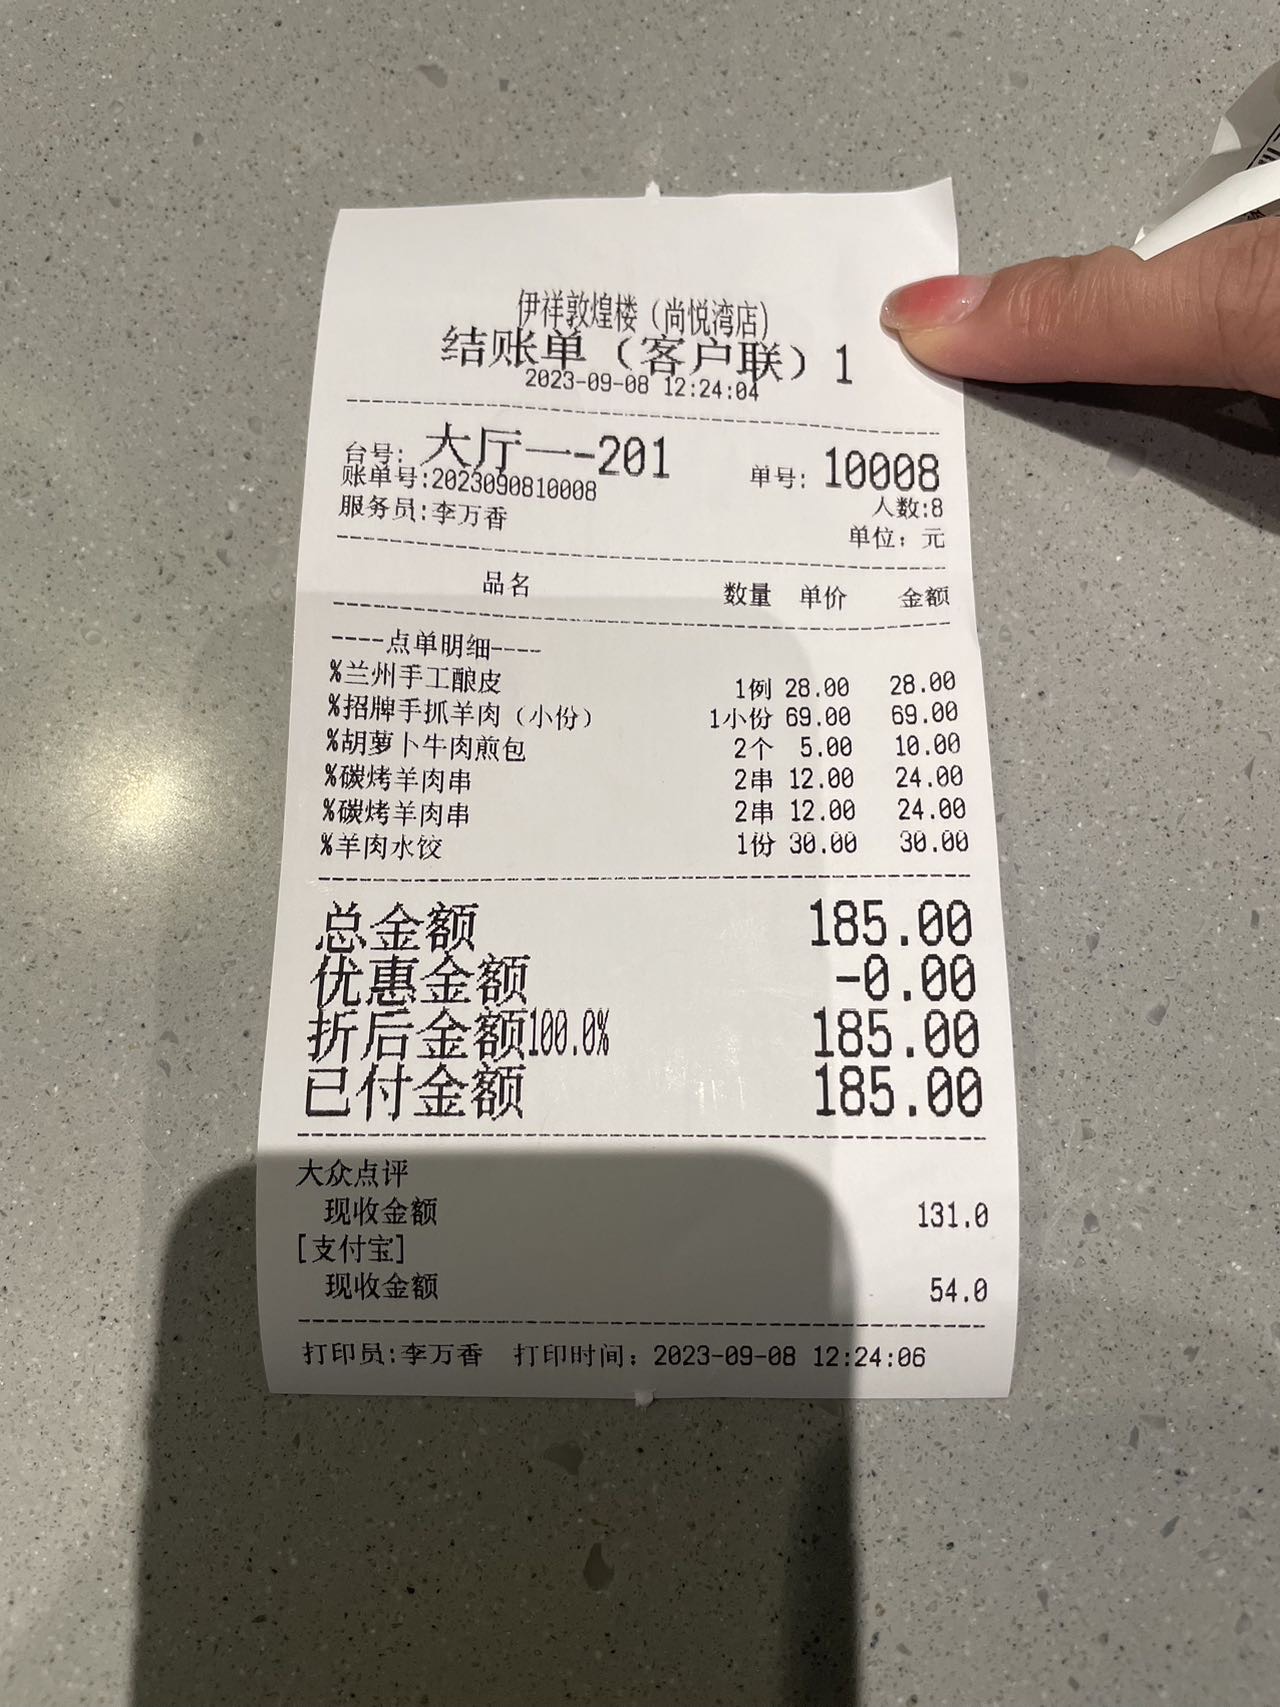 伊祥敦煌楼（尚悦湾店）
结账单（客户联）1
2023-09-08 12:24:04
台号: 大厅一-201 单号: 10008
账单号:2023090810008 人数:8
服务员:李万香 单位: 元
品名 数量 单价 金额
----点单明细----
%兰州手工酿皮 1例 28.00 28.00
%招牌手抓羊肉（小份） 1小份 69.00 69.00
%胡萝卜牛肉煎包 2个 5.00 10.00
%碳烤羊肉串 2串 12.00 24.00
%碳烤羊肉串 2串 12.00 24.00
%羊肉水饺 1份 30.00 30.00
总金额 185.00
优惠金额 -0.00
折后金额100.0% 185.00
已付金额 185.00
大众点评
现收金额 131.0
[支付宝]
现收金额 54.0
打印员:李万香 打印时间: 2023-09-08 12:24:06